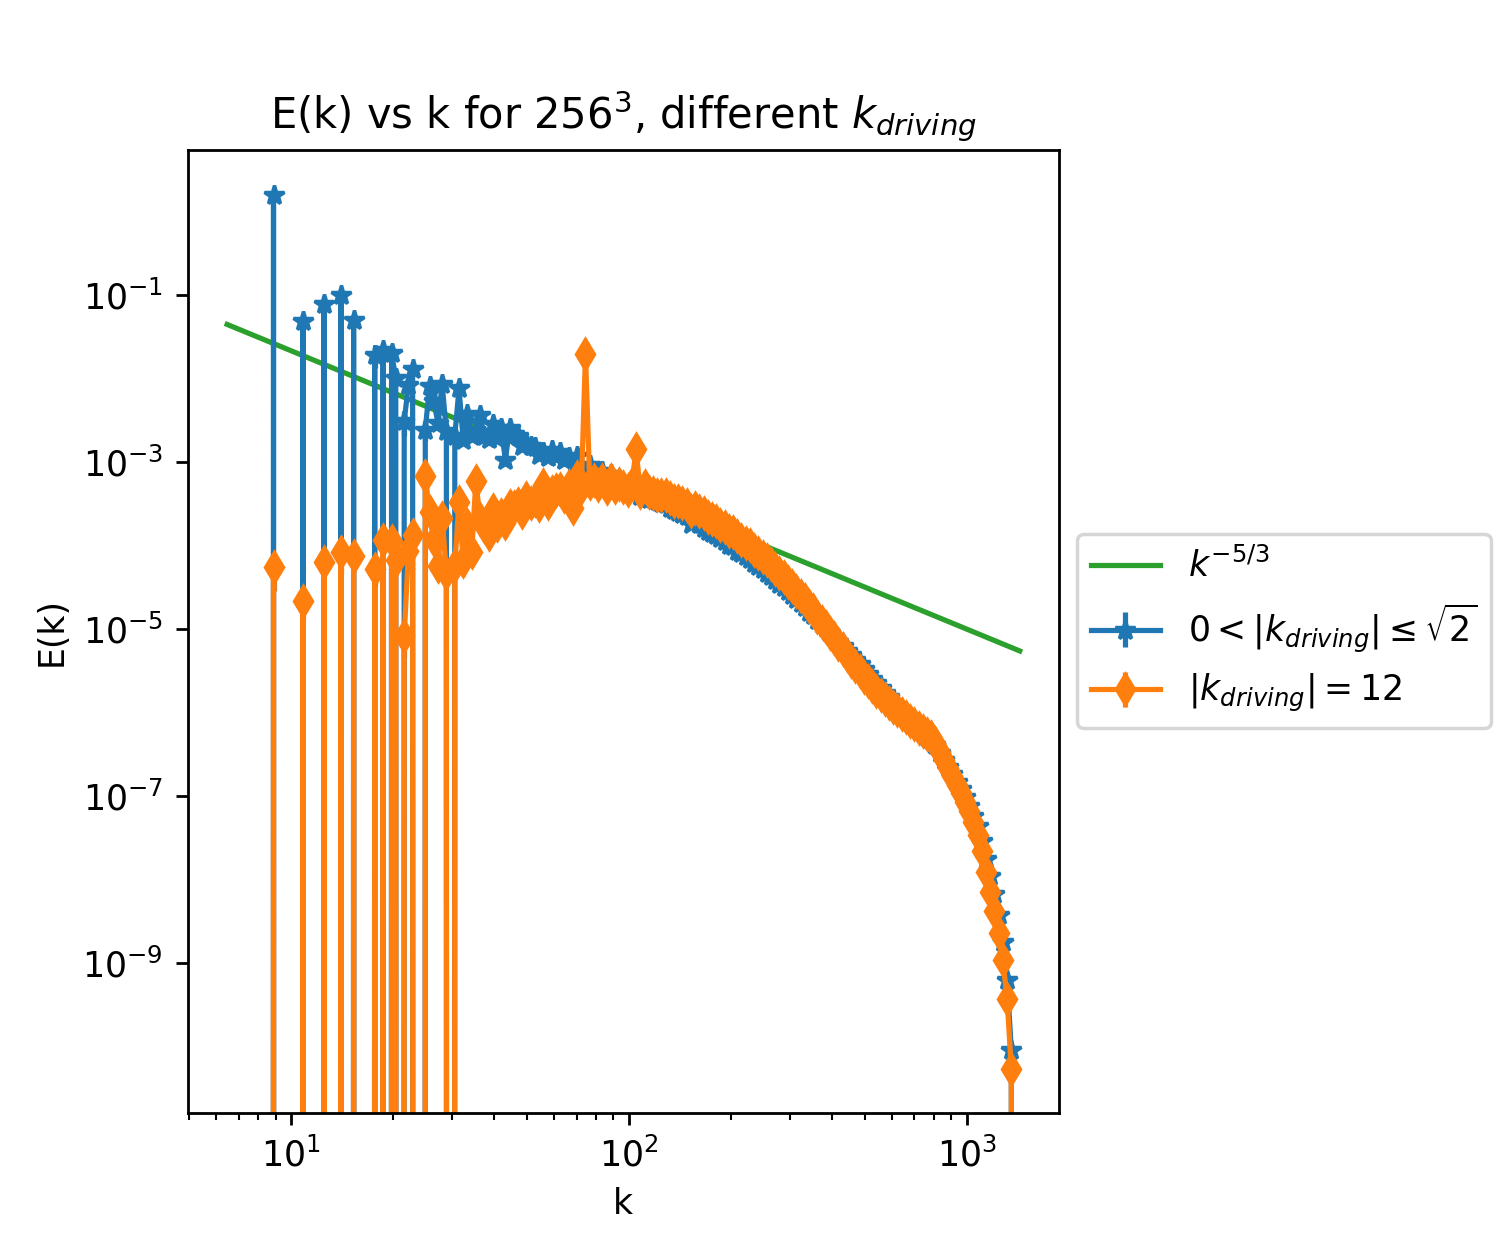 E(k) vs k for 256³, different k_driving
10⁻¹
10⁻³
10⁻⁵
10⁻⁷
10⁻⁹
E(k)
10¹
10²
10³
k
k⁻⁵/³
0 < |k_driving| ≤ √2
|k_driving| = 12